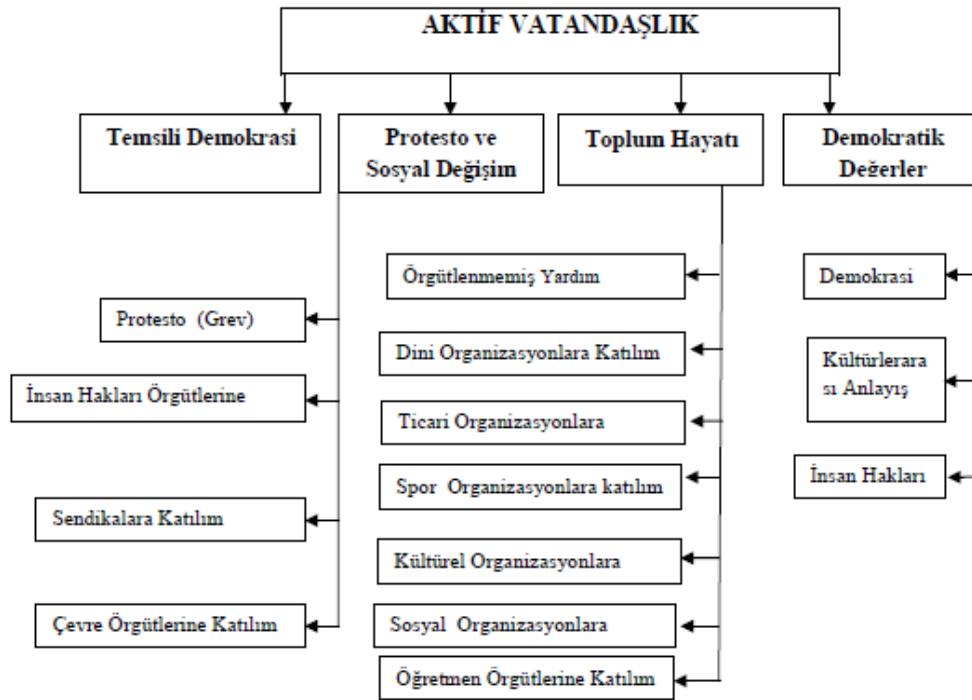 AKTİF VATANDAŞLIK
Temsili Demokrasi
Protesto ve
Sosyal Değişim
Toplum Hayatı
Demokratik
Değerler
Protesto (Grev)
İnsan Hakları Örgütlerine
Sendikalara Katılım
Çevre Örgütlerine Katılım
Örgütlenmemiş Yardım
Dini Organizasyonlara Katılım
Ticari Organizasyonlara
Spor Organizasyonlara katılım
Kültürel Organizasyonlara
Sosyal Organizasyonlara
Öğretmen Örgütlerine Katılım
Demokrasi
Kültürlerara
sı Anlayış
İnsan Hakları